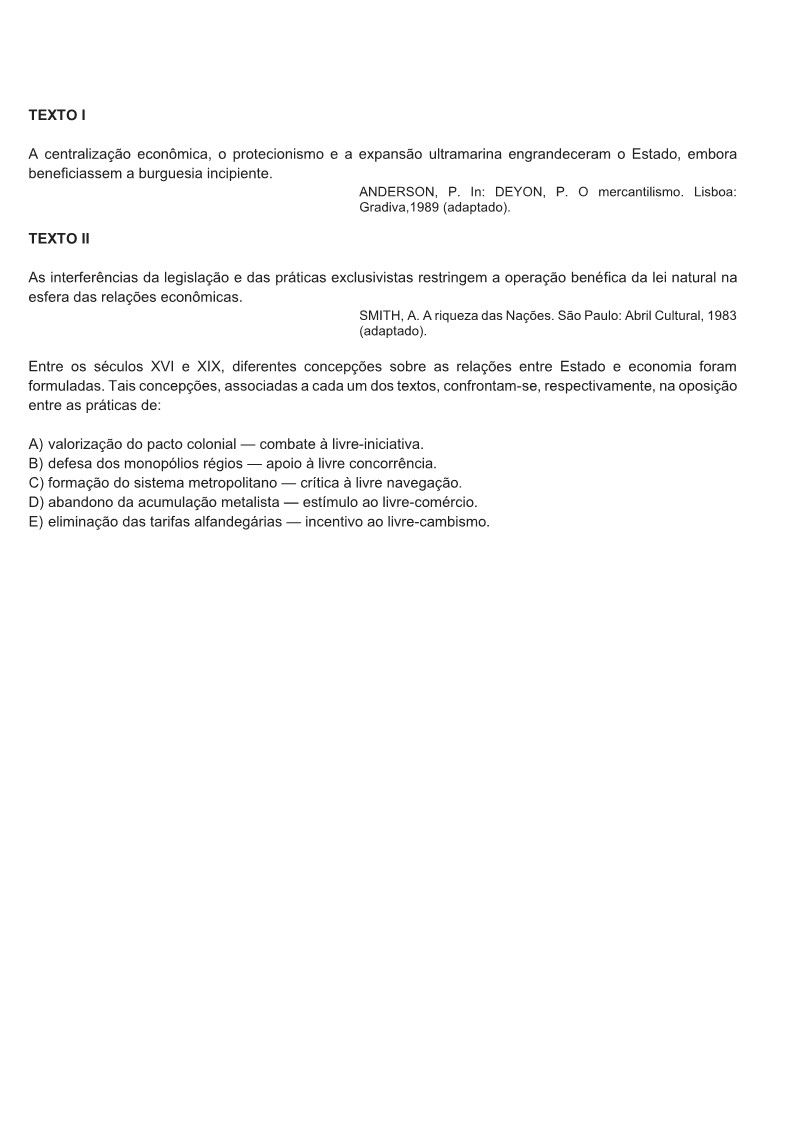 TEXTO I
A centralização econômica, o protecionismo e a expansão ultramarina engrandeceram o Estado, embora
beneficiassem a burguesia incipiente.
ANDERSON, P. In: DEYON, P. O mercantilismo. Lisboa:
Gradiva,1989 (adaptado).
TEXTO II
As interferências da legislação e das práticas exclusivistas restringem a operação benéfica da lei natural na
esfera das relações econômicas.
SMITH, A. A riqueza das Nações. São Paulo: Abril Cultural, 1983
(adaptado).
Entre os séculos XVI e XIX, diferentes concepções sobre as relações entre Estado e economia foram
formuladas. Tais concepções, associadas a cada um dos textos, confrontam-se, respectivamente, na oposição
entre as práticas de:
A) valorização do pacto colonial — combate à livre-iniciativa.
B) defesa dos monopólios régios — apoio à livre concorrência.
C) formação do sistema metropolitano — crítica à livre navegação.
D) abandono da acumulação metalista — estímulo ao livre-comércio.
E) eliminação das tarifas alfandegárias — incentivo ao livre-cambismo.